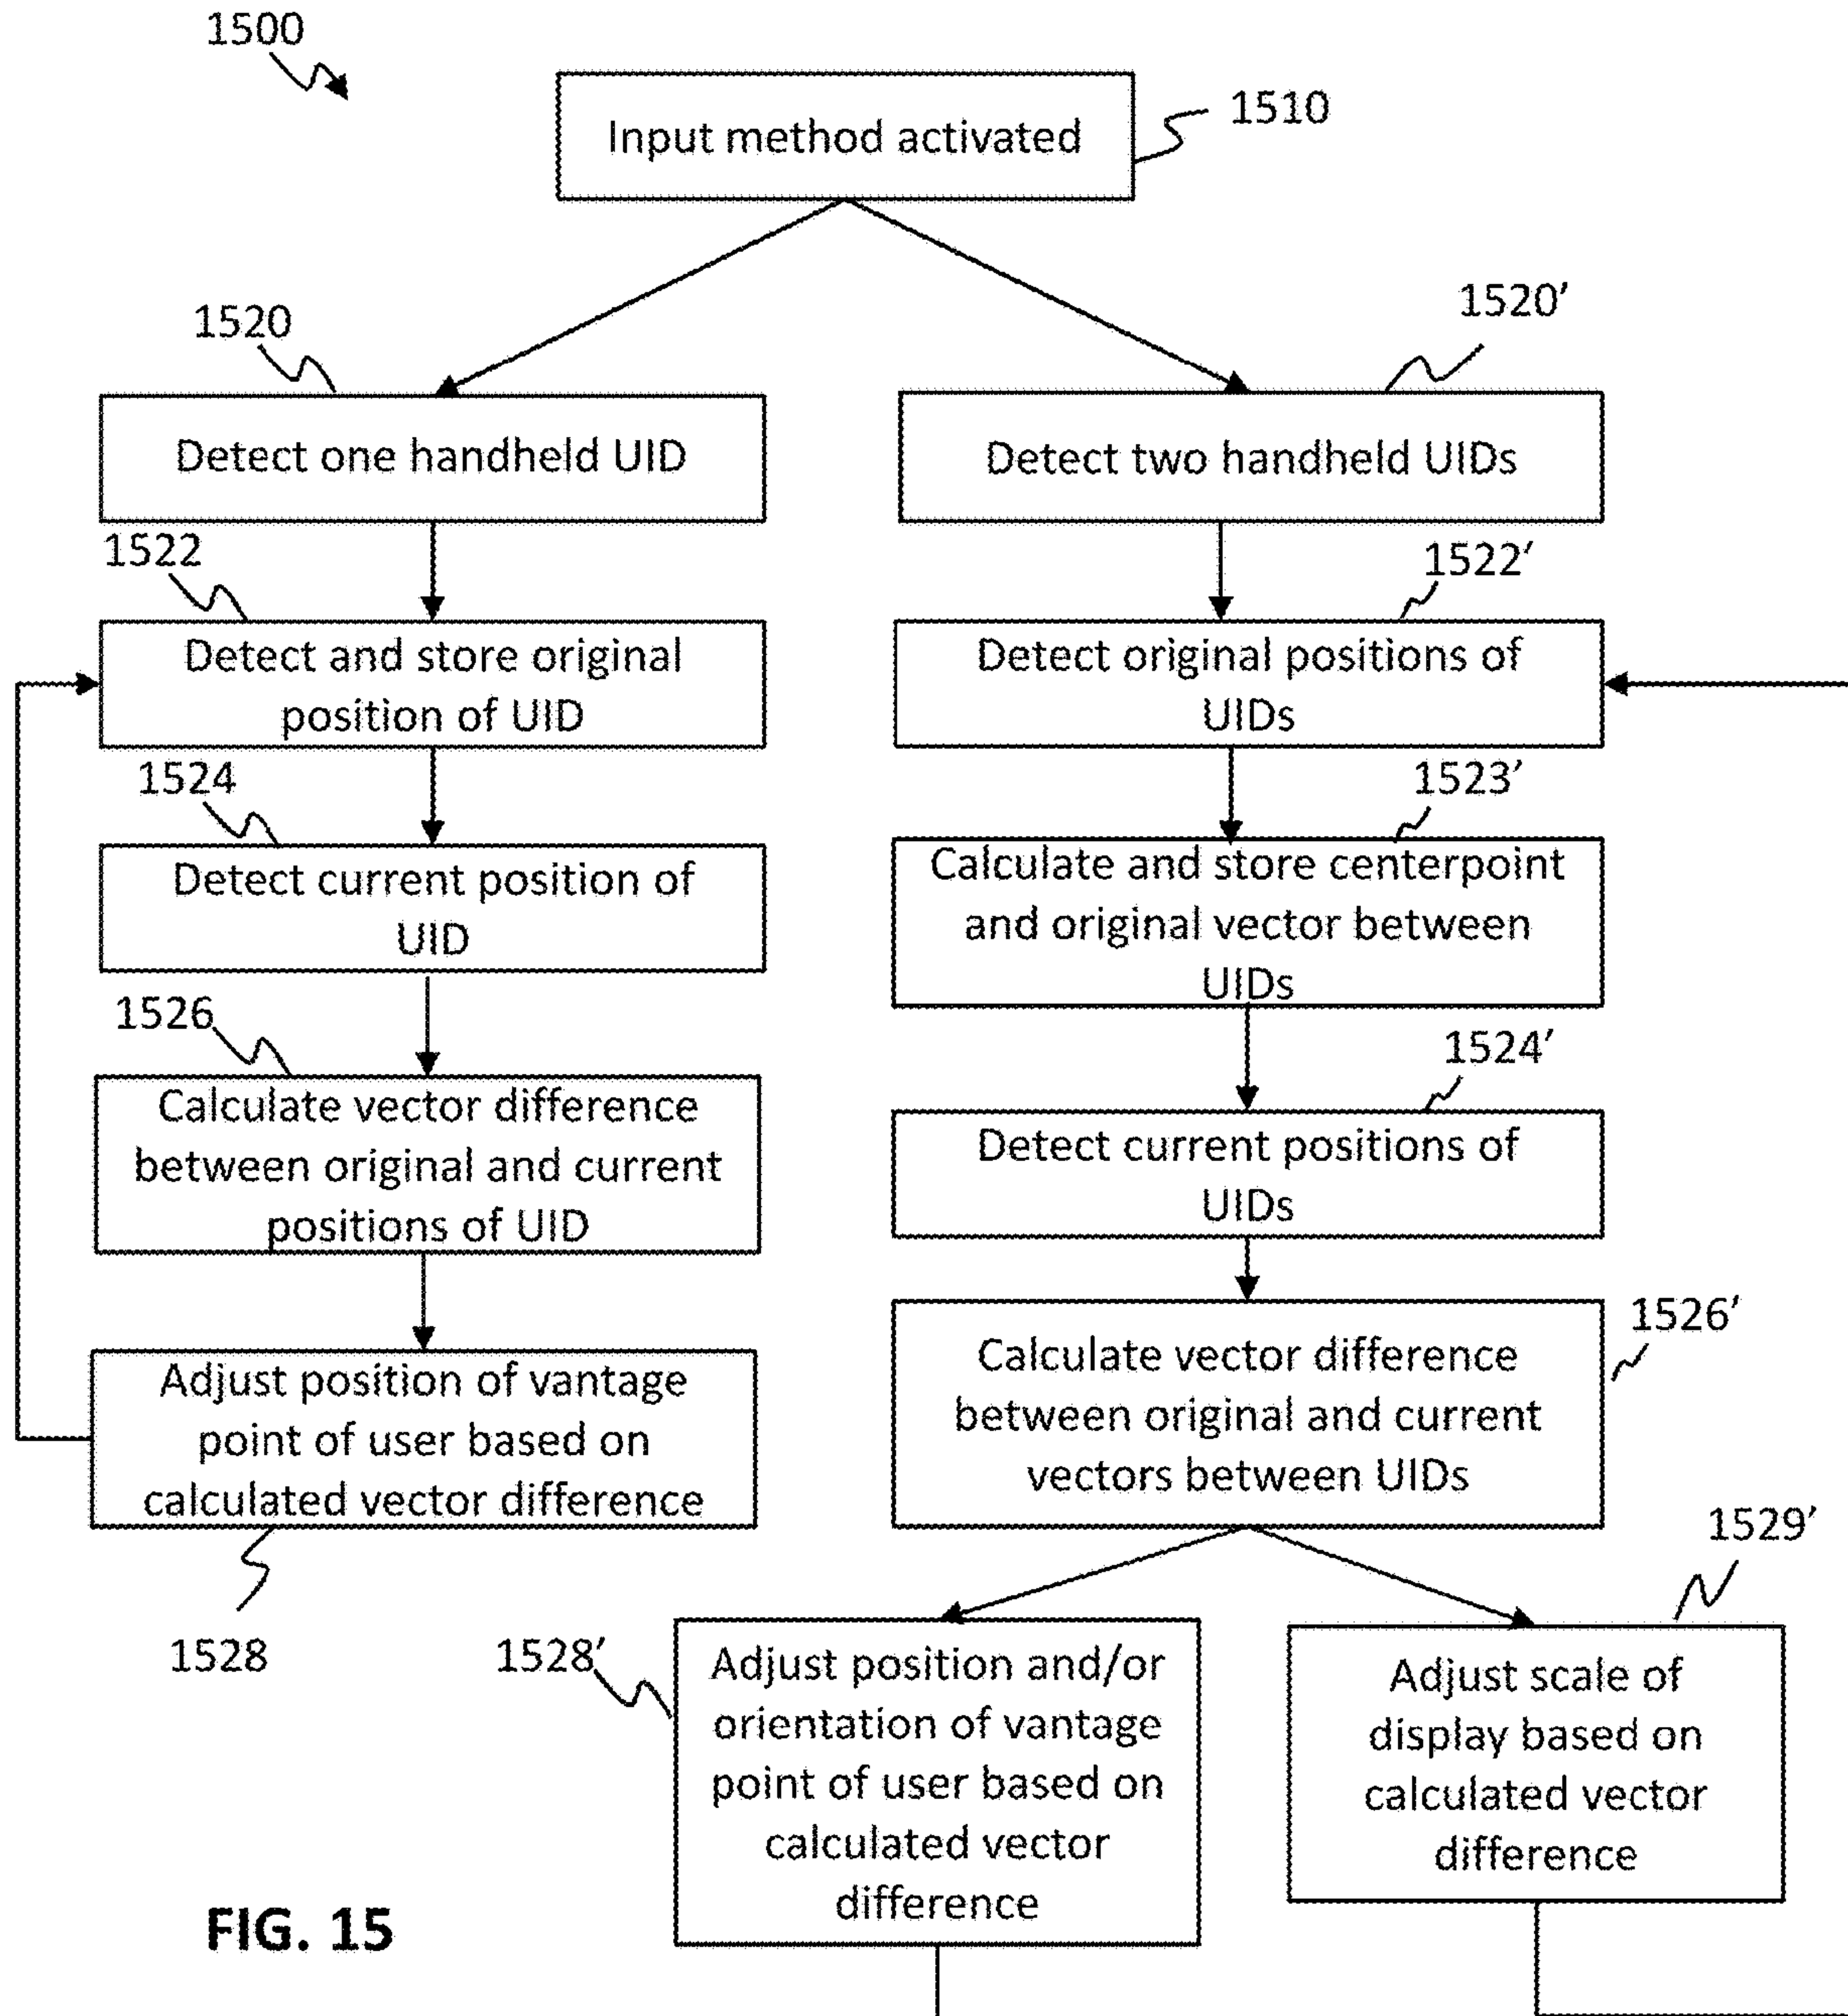 1500
Input method activated
1510
1520
1520′
Detect one handheld UID
Detect two handheld UIDs
1522
1522′
Detect and store original
position of UID
Detect original positions of
UIDs
1524
1523′
Detect current position of
UID
Calculate and store centerpoint
and original vector between
UIDs
1526
1524′
Calculate vector difference
between original and current
positions of UID
Detect current positions of
UIDs
1526′
Adjust position of vantage
point of user based on
calculated vector difference
Calculate vector difference
between original and current
vectors between UIDs
1528
1529′
1528′
Adjust position and/or
orientation of vantage
point of user based on
calculated vector
difference
Adjust scale of
display based on
calculated vector
difference
FIG. 15